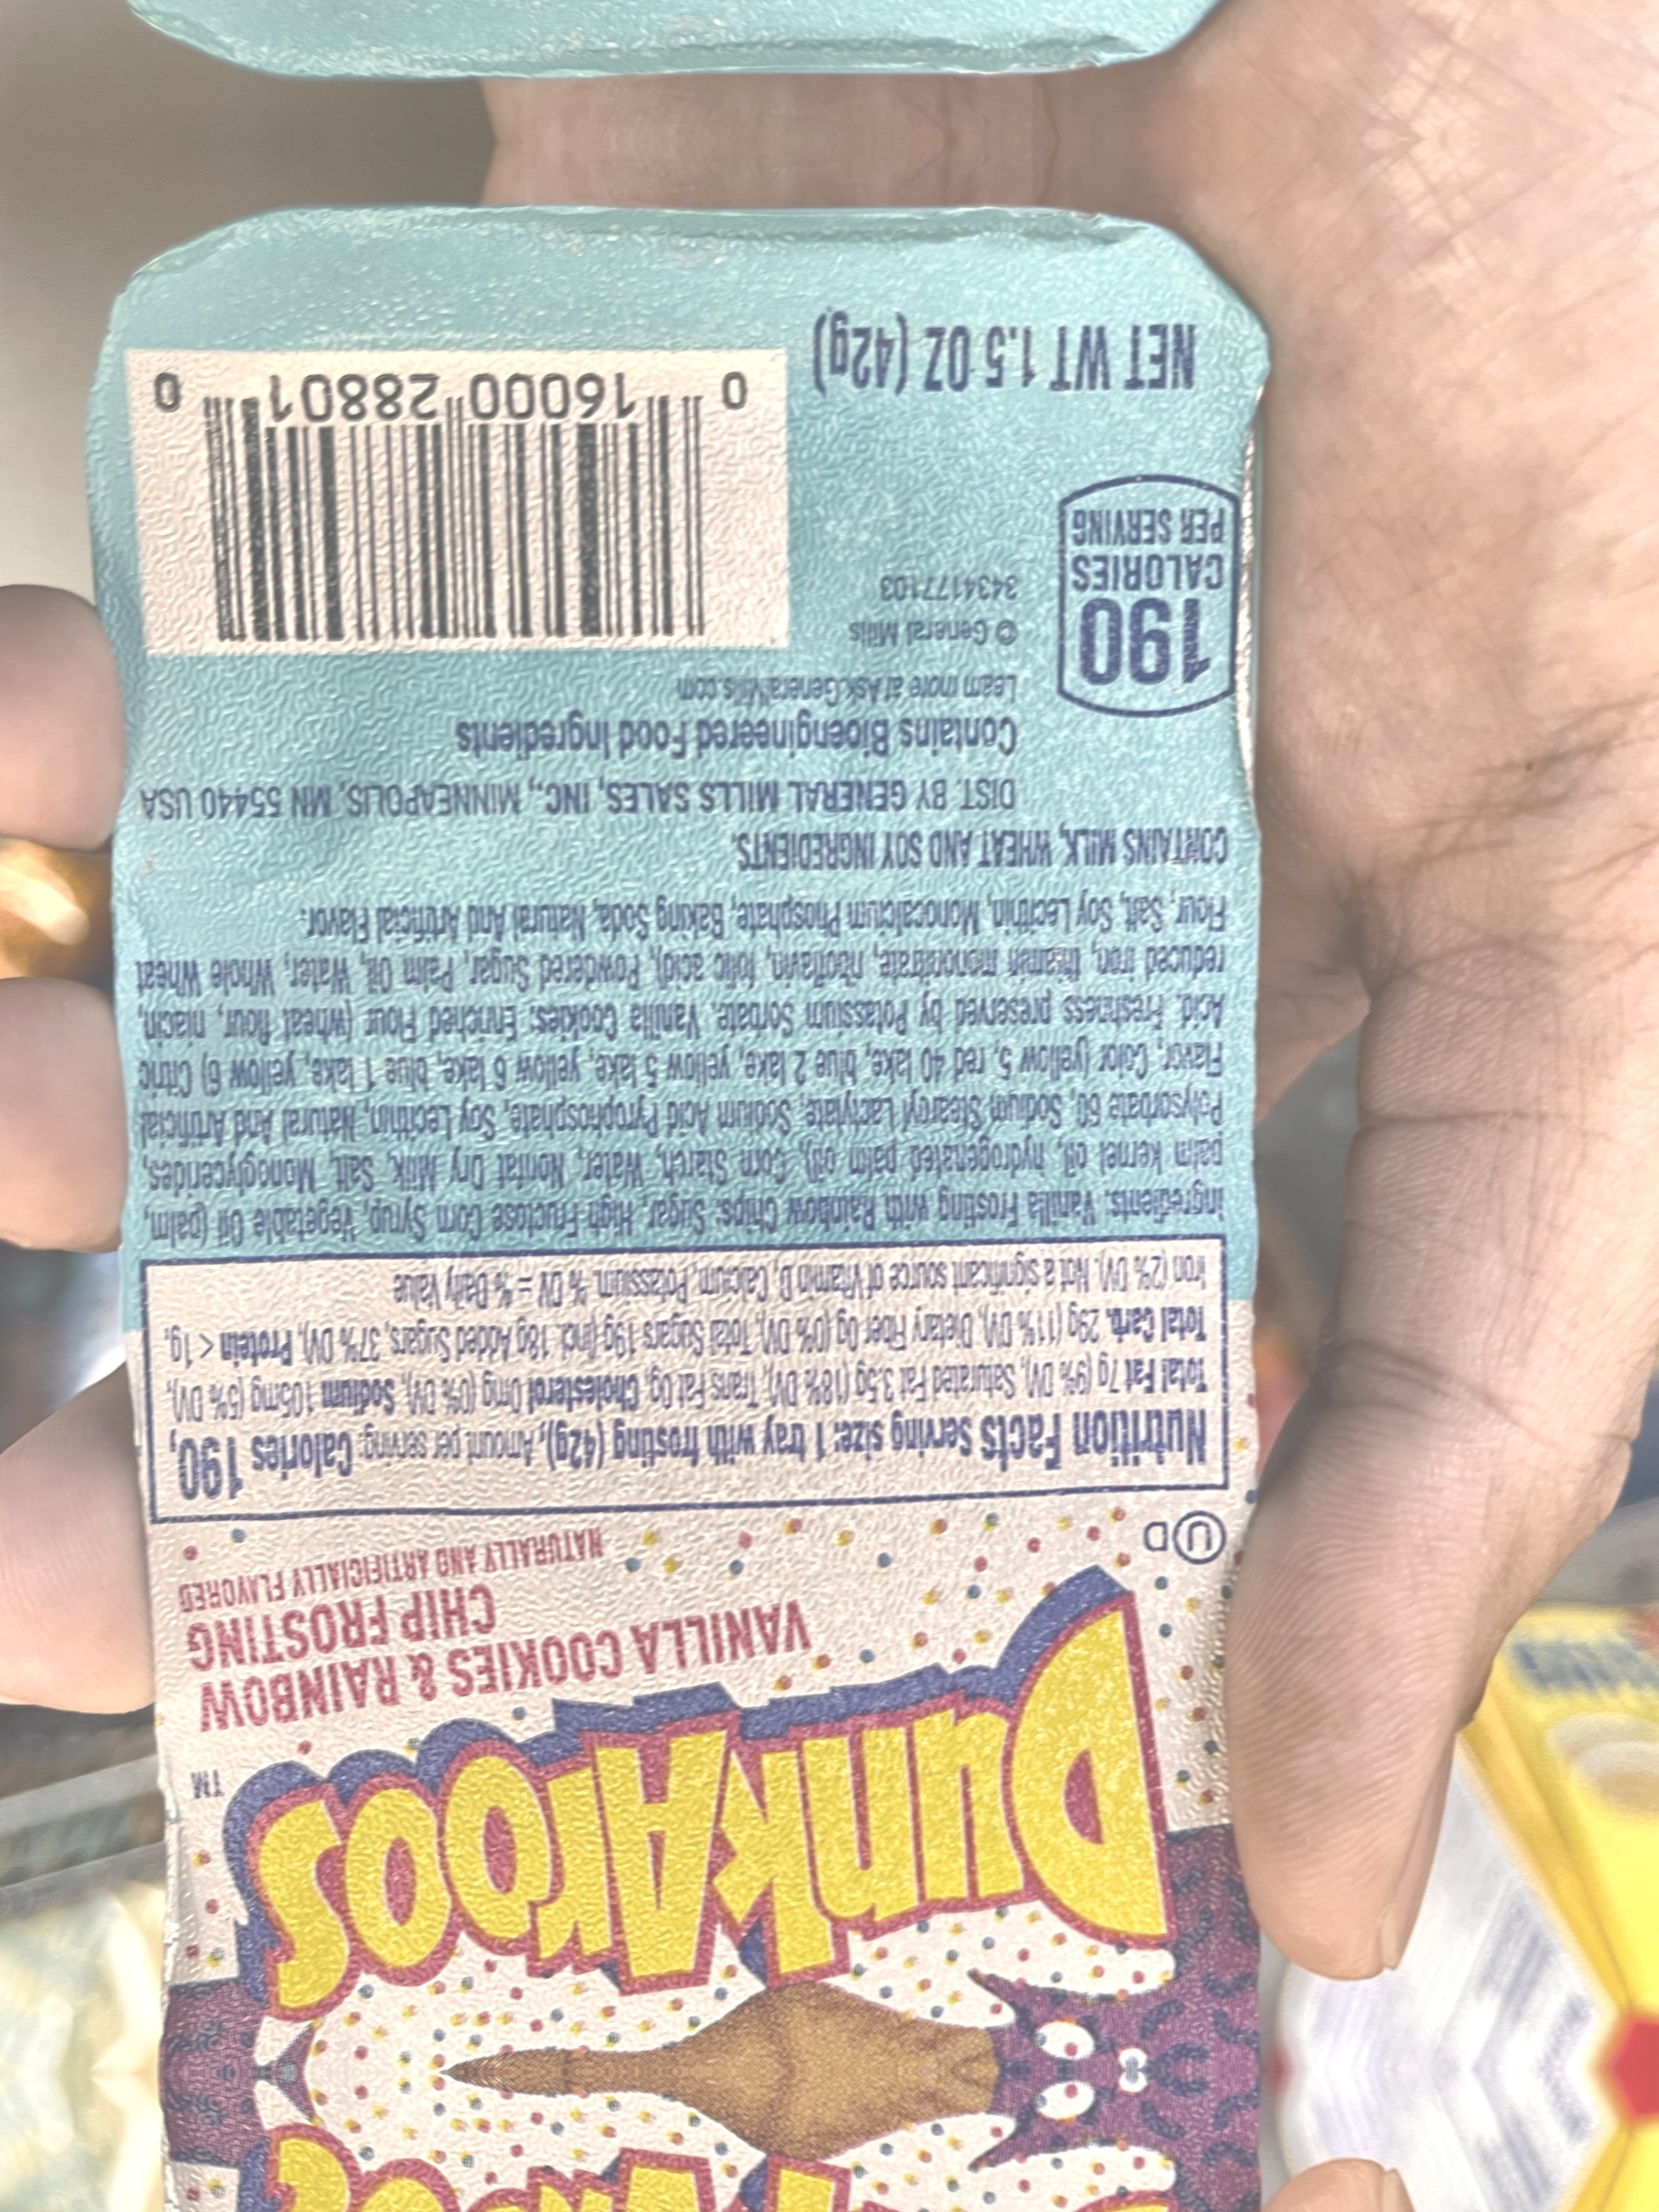 DUNKAROOS
TM
VANILLA COOKIES & RAINBOW
CHIP FROSTING
NATURALLY AND ARTIFICIALLY FLAVORED
U D
Nutrition Facts Serving size: 1 tray with frosting (42g), Amount per serving: Calories 190,
Total Fat 7g (9% DV), Saturated Fat 3.5g (18% DV), Trans Fat 0g, Cholesterol 0mg (0% DV), Sodium 105mg (5% DV),
Total Carb. 29g (11% DV), Dietary Fiber 0g (0% DV), Total Sugars 19g (Incl. 18g Added Sugars, 37% DV), Protein < 1g,
Iron (2% DV). Not a significant source of Vitamin D, Calcium, Potassium. % DV = % Daily Value
Ingredients: Vanilla Frosting with Rainbow Chips: Sugar, High Fructose Corn Syrup, Vegetable Oil (palm,
palm kernel oil, hydrogenated palm oil), Corn Starch, Water, Nonfat Dry Milk, Salt, Monoglycerides,
Polysorbate 60, Sodium Stearoyl Lactylate, Sodium Acid Pyrophosphate, Soy Lecithin, Natural And Artificial
Flavor, Color (yellow 5, red 40 lake, blue 2 lake, yellow 5 lake, yellow 6 lake, blue 1 lake, yellow 6) Citric
Acid. Freshness preserved by Potassium Sorbate. Vanilla Cookies: Enriched Flour (wheat flour, niacin,
reduced iron, thiamin mononitrate, riboflavin, folic acid), Powdered Sugar, Palm Oil, Water, Whole Wheat
Flour, Salt, Soy Lecithin, Monocalcium Phosphate, Baking Soda, Natural And Artificial Flavor.
CONTAINS MILK, WHEAT AND SOY INGREDIENTS.
DIST. BY GENERAL MILLS SALES, INC., MINNEAPOLIS, MN 55440 USA
Contains Bioengineered Food Ingredients
Learn more at Ask.GeneralMills.com
© General Mills
3434177103
190
CALORIES
PER SERVING
NET WT 1.5 OZ (42g)
0 16000 28801 0